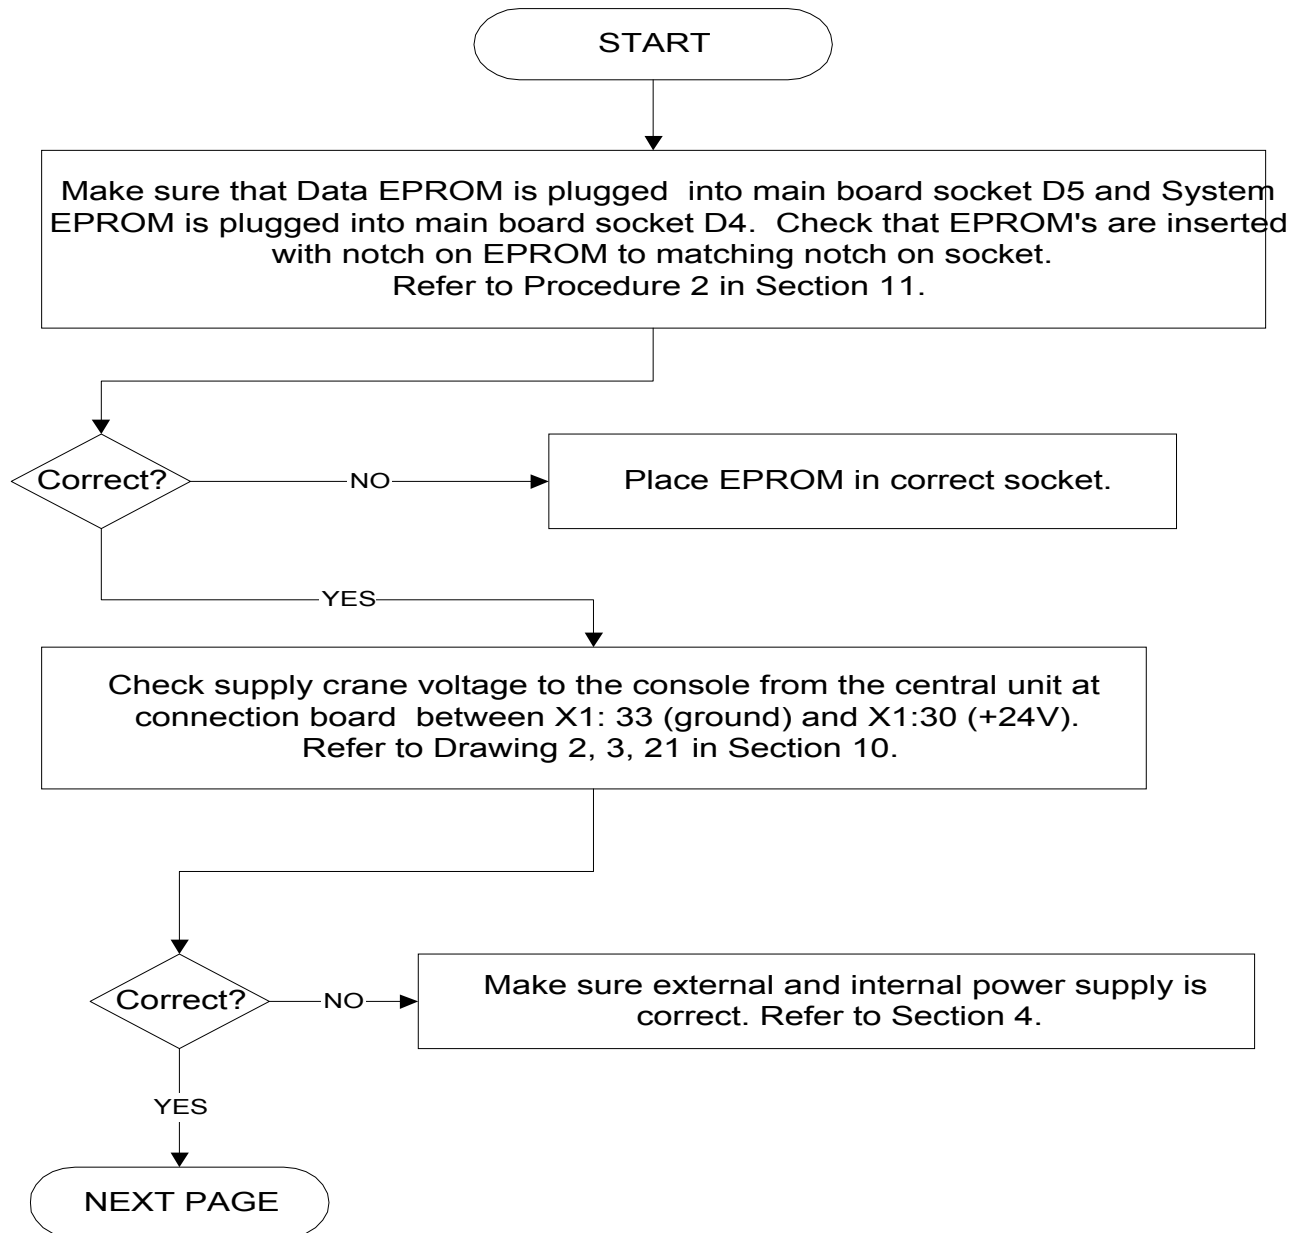 START
Make sure that Data EPROM is plugged  into main board socket D5 and System
EPROM is plugged into main board socket D4.  Check that EPROM's are inserted
with notch on EPROM to matching notch on socket.
Refer to Procedure 2 in Section 11.
Correct?
NO
Place EPROM in correct socket.
YES
Check supply crane voltage to the console from the central unit at
connection board  between X1: 33 (ground) and X1:30 (+24V).
Refer to Drawing 2, 3, 21 in Section 10.
Correct?
NO
Make sure external and internal power supply is
correct. Refer to Section 4.
YES
NEXT PAGE